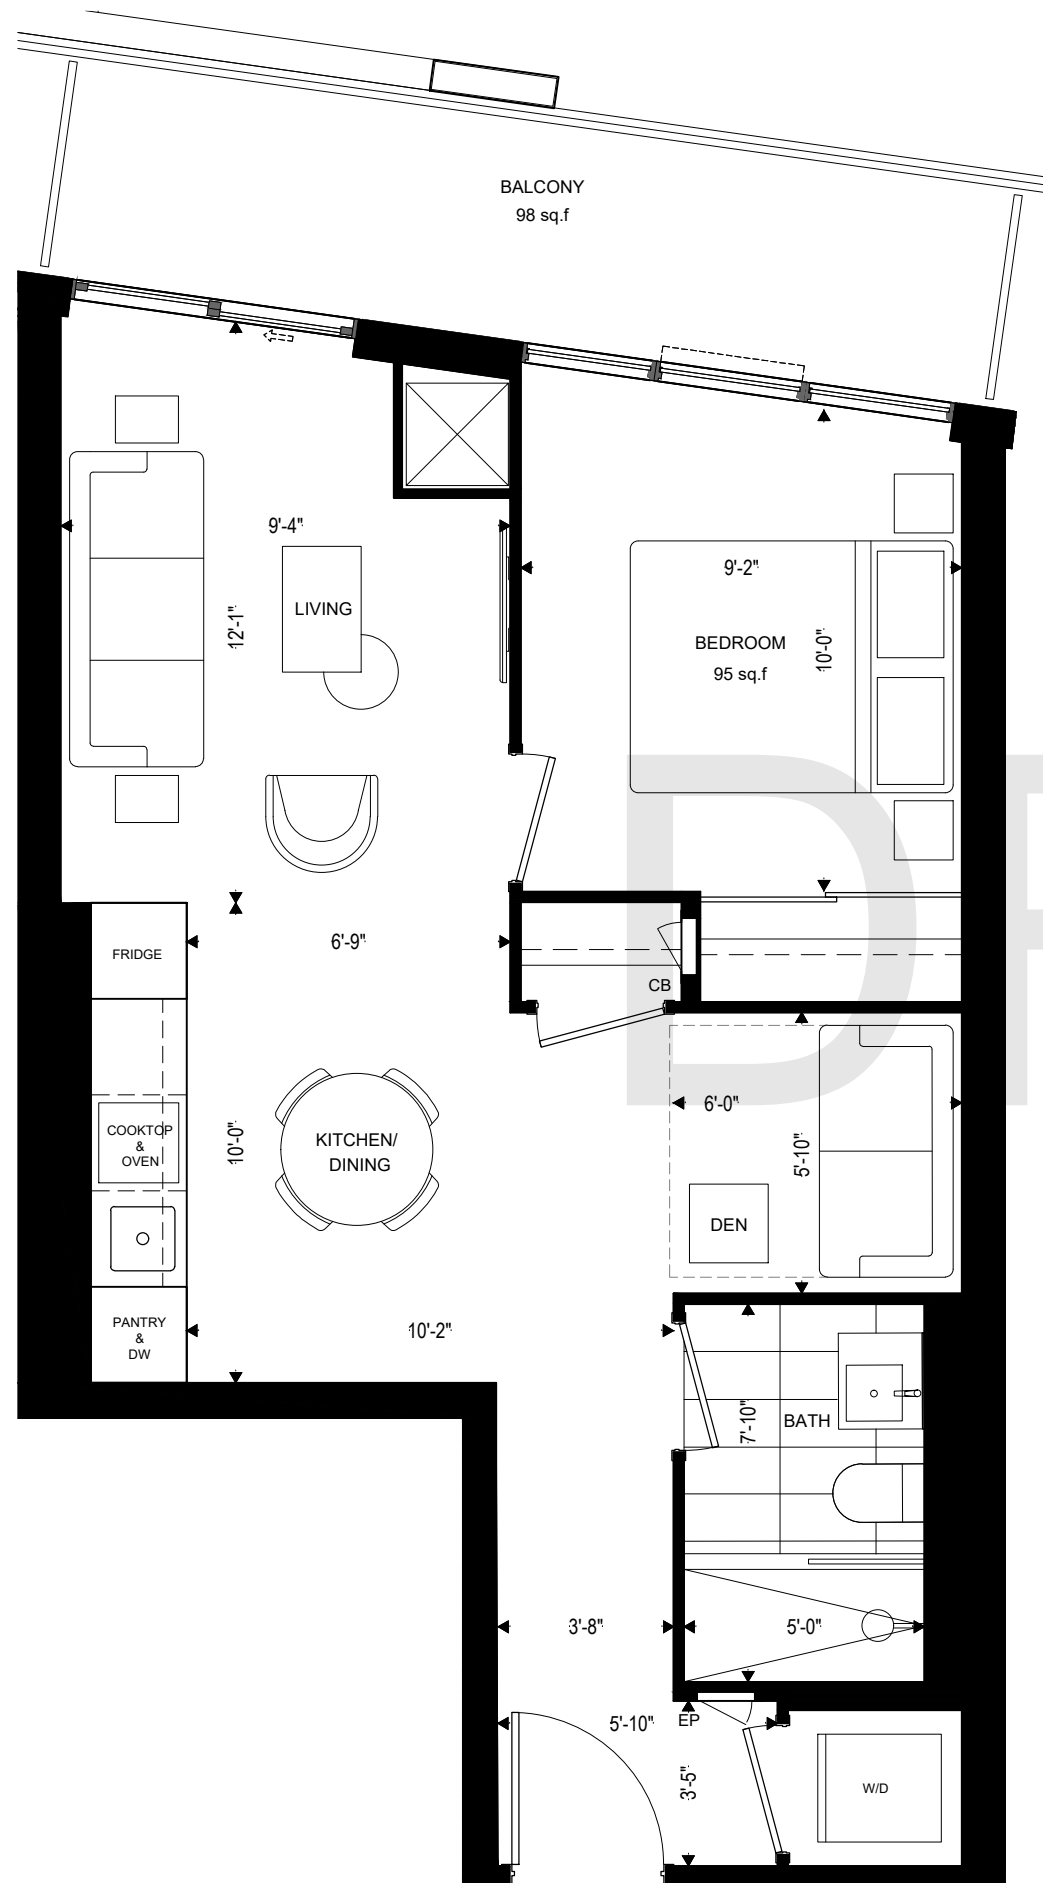 BALCONY
98 sq.f
9'-4"
LIVING
12'-1"
9'-2"
BEDROOM
95 sq.f
10'-0"
FRIDGE
6'-9"
CB
COOKTOP
&
OVEN
10'-0"
KITCHEN/
DINING
6'-0"
5'-10"
DEN
PANTRY
&
DW
10'-2"
7'-10"
BATH
3'-8"
5'-0"
5'-10"
EP
3'-5"
W/D